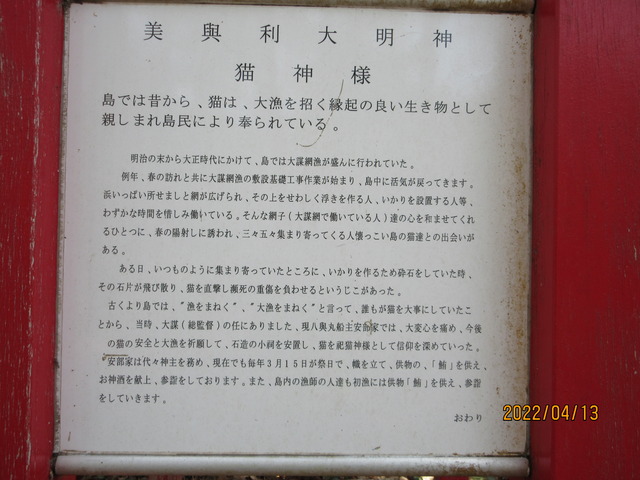 美與利大明神
猫神様
島では昔から、猫は、大漁を招く縁起の良い生き物として
親しまれ島民により奉られている。
明治の末から大正時代にかけて、島では大謀網漁が盛んに行われていた。
例年、春の訪れと共に大謀網漁の敷設基礎工事作業が始まり、島中に活気が戻ってきます。
浜いっぱい所せましと網が広げられ、その上をせわしく浮きを作る人、いかりを設置する人等、
わずかな時間を惜しみ働いている。そんな網子(大謀網で働いている人)達の心を和ませてくれ
るひとつに、春の陽射しに誘われ、三々五々集まり寄ってくる人懐っこい島の猫達との出会いが
ある。
ある日、いつものように集まり寄っていたところに、いかりを作るため砕石をしていた時、
その石片が飛び散り、猫を直撃し瀕死の重傷を負わせるというじこがあった。
古くより島では、"漁をまねく"、"大漁をまねく"と言って、誰もが猫を大事にしていたこ
とから、当時、大謀(総監督)の任にありました、現八興丸船主安部家では、大変心を痛め、今後
の猫の安全と大漁を祈願して、石造の小祠を安置し、猫を祀猫神様として信仰を深めていった。
安部家は代々神主を務め、現在でも毎年3月15日が祭日で、幟を立て、供物の、「鮪」を供え、
お神酒を献上、参詣をしております。また、島内の漁師の人達も初漁には供物「鮪」を供え、参詣
をしていきます。
おわり
2022/04/13